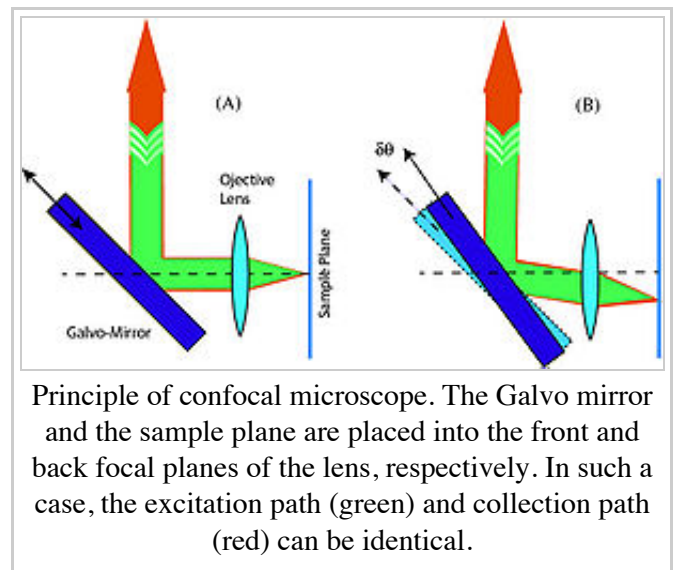 (A)
Ojective
Lens
Sample Plane
Galvo-Mirror
(B)
δθ
Principle of confocal microscope. The Galvo mirror
and the sample plane are placed into the front and
back focal planes of the lens, respectively. In such a
case, the excitation path (green) and collection path
(red) can be identical.